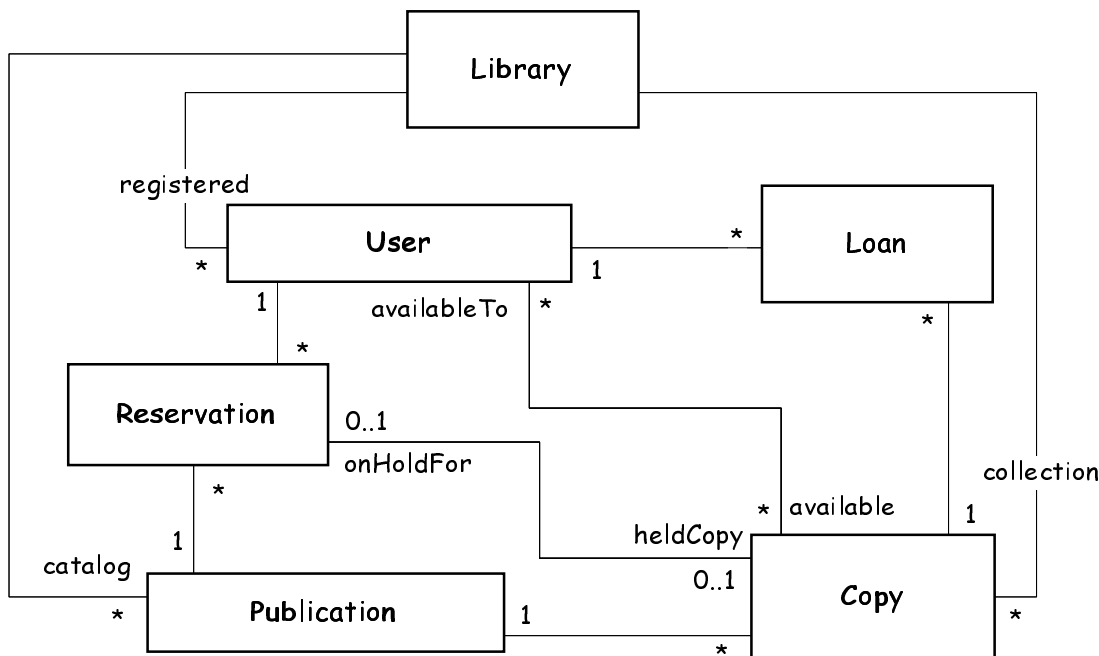 Library
registered
User
*
1
*
Loan
*
1
availableTo
*
*
Reservation
0..1
onHoldFor
*
collection
*
available
1
heldCopy
1
catalog
0..1
Copy
*
Publication
1
*
*